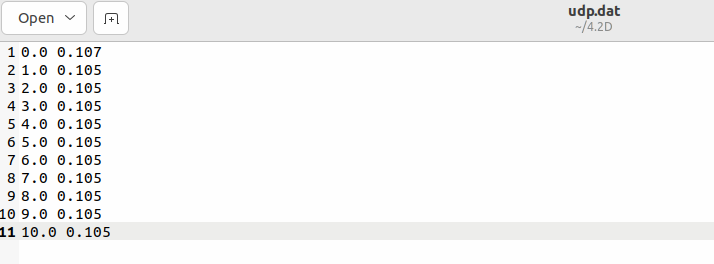 Open
udp.dat
~/4.2D
1 0.0 0.107
2 1.0 0.105
3 2.0 0.105
4 3.0 0.105
5 4.0 0.105
6 5.0 0.105
7 6.0 0.105
8 7.0 0.105
9 8.0 0.105
10 9.0 0.105
11 10.0 0.105